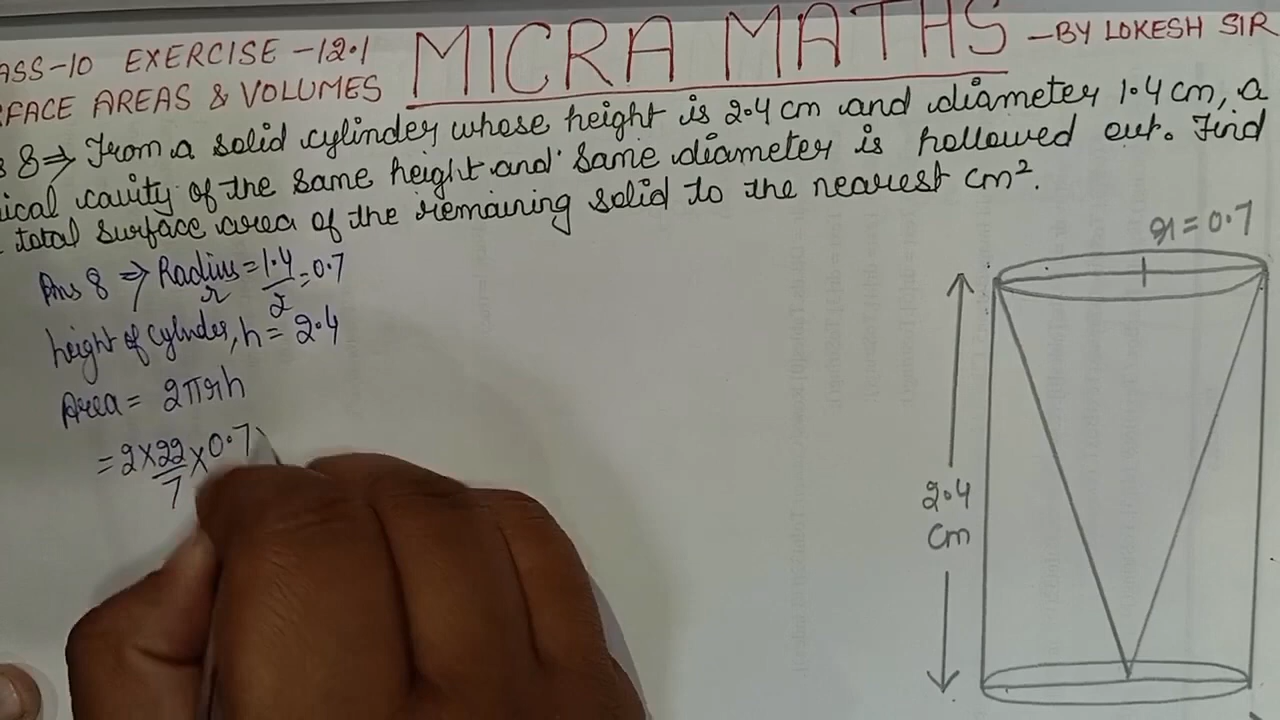 ASS-10 EXERCISE -12.1
MICRA MATHS
-BY LOKESH SIR
RFACE AREAS & VOLUMES
s 8⇒ From a solid cylinder, whose height is 2.4 cm and diameter 1.4 cm, a
ical cavity of the same height and same diameter is hollowed out. Find
total surface area of the remaining solid to the nearest cm².
Ans 8 ⇒ Radius = 1.4/2 = 0.7
r
height of cylinder, h = 2.4
Area = 2πrh
= 2 × 22/7 × 0.7
r = 0.7
2.4
cm